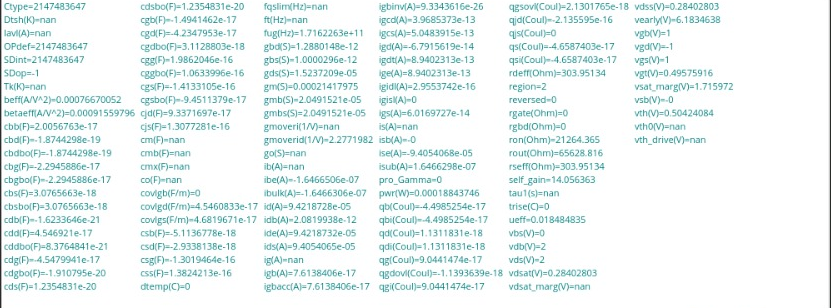 Ctype=2147483647
Dtsh(K)=nan
Iavl(A)=nan
OPdef=2147483647
SDint=2147483647
SDop=-1
Tk(K)=nan
beff(A/V^2)=0.00076670052
betaeff(A/V^2)=0.00091559796
cbb(F)=2.0056763e-17
cbd(F)=-1.8744298e-19
cbdbo(F)=-1.8744298e-19
cbg(F)=-2.2945886e-17
cbgbo(F)=-2.2945886e-17
cbs(F)=3.0765663e-18
cbsbo(F)=3.0765663e-18
cdb(F)=-1.6233646e-21
cdd(F)=4.546921e-17
cddbo(F)=8.3764841e-21
cdg(F)=-4.5479941e-17
cdgbo(F)=-1.910795e-20
cds(F)=1.2354831e-20
cdsbo(F)=1.2354831e-20
cgb(F)=-1.4941462e-17
cgd(F)=-4.2347953e-17
cgdbo(F)=3.1128803e-18
cgg(F)=1.9862046e-16
cggbo(F)=1.0633996e-16
cgs(F)=-1.4133105e-16
cgsbo(F)=-9.4511379e-17
cjd(F)=9.3371697e-17
cjs(F)=1.3077281e-16
cm(F)=nan
cmb(F)=nan
cmx(F)=nan
co(F)=nan
covlgb(F/m)=0
covlgd(F/m)=4.5460833e-17
covlgs(F/m)=4.6819671e-17
csb(F)=-5.1136778e-18
csd(F)=-2.9338138e-18
csg(F)=-1.3019464e-16
css(F)=1.3824213e-16
dtemp(C)=0
fqslim(Hz)=nan
ft(Hz)=nan
fug(Hz)=1.7162263e+11
gbd(S)=1.2880148e-12
gbs(S)=1.0000296e-12
gds(S)=1.5237209e-05
gm(S)=0.00021417975
gmb(S)=2.0491521e-05
gmbs(S)=2.0491521e-05
gmoveri(1/V)=nan
gmoverid(1/V)=2.2771982
go(S)=nan
ib(A)=nan
ibe(A)=-1.6466506e-07
ibulk(A)=-1.6466306e-07
id(A)=9.4218728e-05
idb(A)=2.0819938e-12
ide(A)=9.4218732e-05
ids(A)=9.4054065e-05
ig(A)=nan
igb(A)=7.6138406e-17
igbacc(A)=7.6138406e-17
igbinv(A)=9.3343616e-26
igcd(A)=3.9685373e-13
igcs(A)=5.0483915e-13
igd(A)=-6.7915619e-14
igdt(A)=8.9402313e-13
ige(A)=8.9402313e-13
igid(A)=2.9553742e-16
igisl(A)=0
igs(A)=6.0169727e-14
is(A)=nan
isb(A)=-0
ise(A)=-9.4054068e-05
isub(A)=1.6466298e-07
pro_Gamma=0
pwr(W)=0.00018843746
qb(Coul)=-4.4985254e-17
qbi(Coul)=-4.4985254e-17
qd(Coul)=1.1311831e-18
qdi(Coul)=1.1311831e-18
qg(Coul)=9.0441474e-17
qgdovl(Coul)=-1.1393639e-18
qgi(Coul)=9.0441474e-17
qgsovl(Coul)=2.1301765e-18
qjd(Coul)=-2.135595e-16
qjs(Coul)=0
qs(Coul)=-4.6587403e-17
qsi(Coul)=-4.6587403e-17
rdeff(Ohm)=303.95134
region=2
reversed=0
rgate(Ohm)=0
rgbd(Ohm)=0
ron(Ohm)=21264.365
rout(Ohm)=65628.816
rseff(Ohm)=303.95134
self_gain=14.056363
tau1(s)=nan
trise(C)=0
ueff=0.018484835
vbs(V)=0
vdb(V)=2
vds(V)=2
vdsat(V)=0.28402803
vdsat_marg(V)=nan
vdss(V)=0.28402803
vearly(V)=6.1834638
vgb(V)=1
vgd(V)=-1
vgs(V)=1
vgt(V)=0.49575916
vsat_marg(V)=1.715972
vsb(V)=-0
vth(V)=0.50424084
vth0(V)=nan
vth_drive(V)=nan